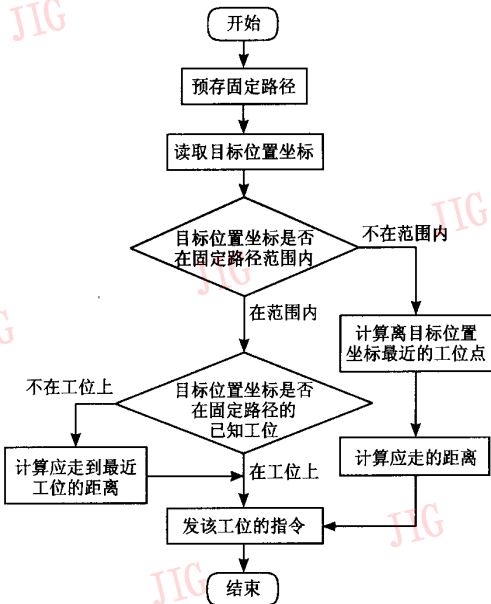 JIG
开始
预存固定路径
读取目标位置坐标
目标位置坐标是否
在固定路径范围内
不在范围内
JIG
JIG
在范围内
计算离目标位置
坐标最近的工位点
JIG
目标位置坐标是否
在固定路径的
已知工位
不在工位上
计算应走到最近
工位的距离
在工位上
计算应走的距离
发该工位的指令
JIG
JIG
结束